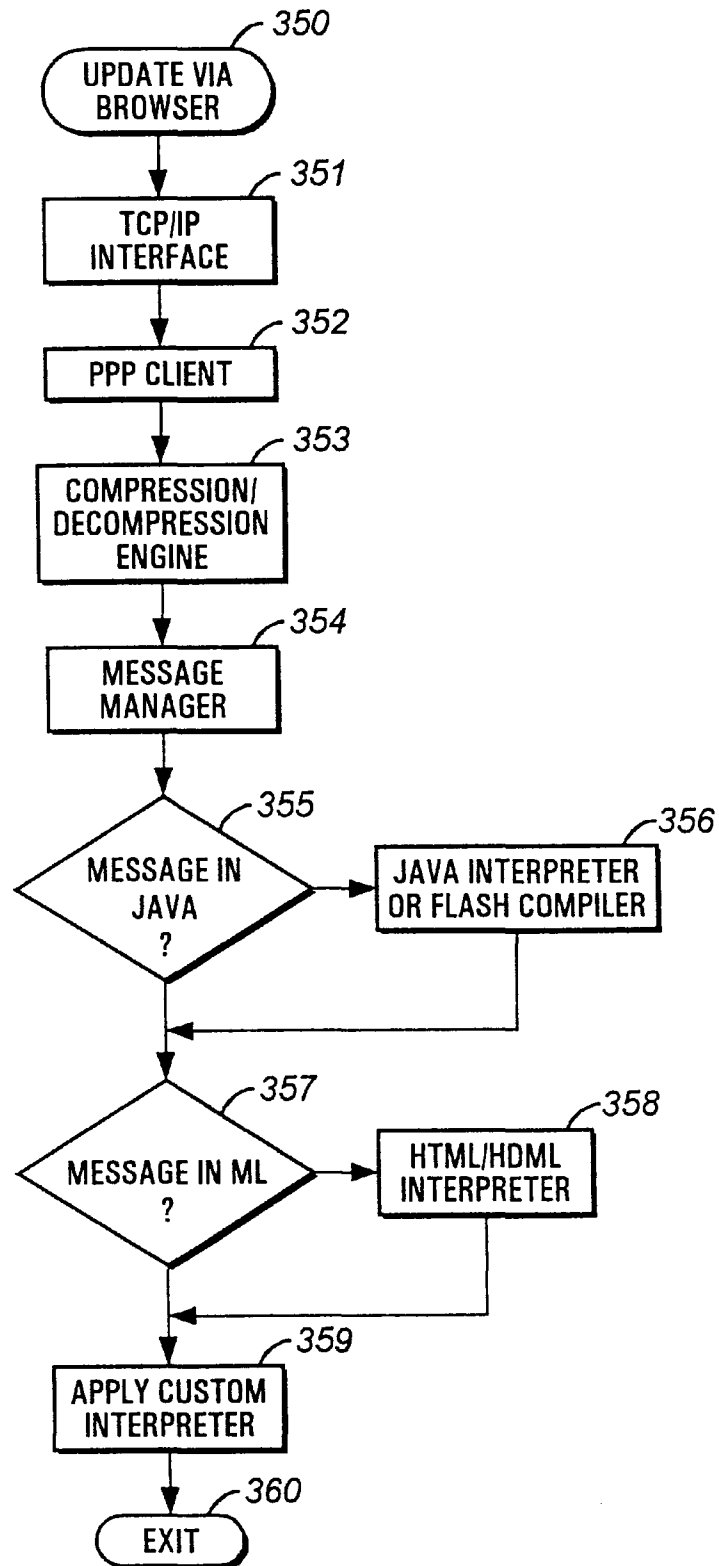 350
UPDATE VIA
BROWSER
351
TCP/IP
INTERFACE
352
PPP CLIENT
353
COMPRESSION/
DECOMPRESSION
ENGINE
354
MESSAGE
MANAGER
355
MESSAGE IN
JAVA
?
356
JAVA INTERPRETER
OR FLASH COMPILER
357
MESSAGE IN ML
?
358
HTML/HDML
INTERPRETER
359
APPLY CUSTOM
INTERPRETER
360
EXIT